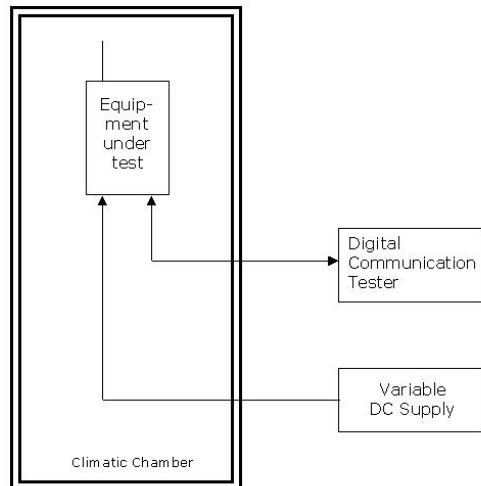 Equip-
ment
under
test
Digital
Communication
Tester
Variable
DC Supply
Climatic Chamber